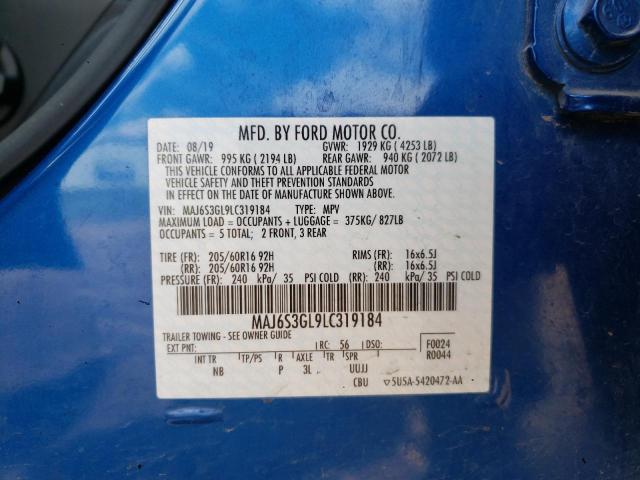 MFD. BY FORD MOTOR CO.
DATE: 08/19 GVWR: 1929 KG ( 4253 LB)
FRONT GAWR: 995 KG ( 2194 LB) REAR GAWR: 940 KG ( 2072 LB)
THIS VEHICLE CONFORMS TO ALL APPLICABLE FEDERAL MOTOR
VEHICLE SAFETY AND THEFT PREVENTION STANDARDS
IN EFFECT ON THE DATE OF MANUFACTURE SHOWN ABOVE.
VIN: MAJ6S3GL9LC319184 TYPE: MPV
MAXIMUM LOAD = OCCUPANTS + LUGGAGE = 375KG/ 827LB
OCCUPANTS = 5 TOTAL; 2 FRONT, 3 REAR
TIRE (FR): 205/60R16 92H RIMS (FR): 16x6.5J
(RR): 205/60R16 92H (RR): 16x6.5J
PRESSURE (FR): 240 kPa/ 35 PSI COLD (RR): 240 kPa/ 35 PSI COLD
MAJ6S3GL9LC319184
TRAILER TOWING - SEE OWNER GUIDE
EXT PNT: RC: 56 DSO: F0024
R0044
INT TR TP/PS R AXLE TR SPR
NB P 3L UUJJ
CBU ▽5U5A-5420472-AA